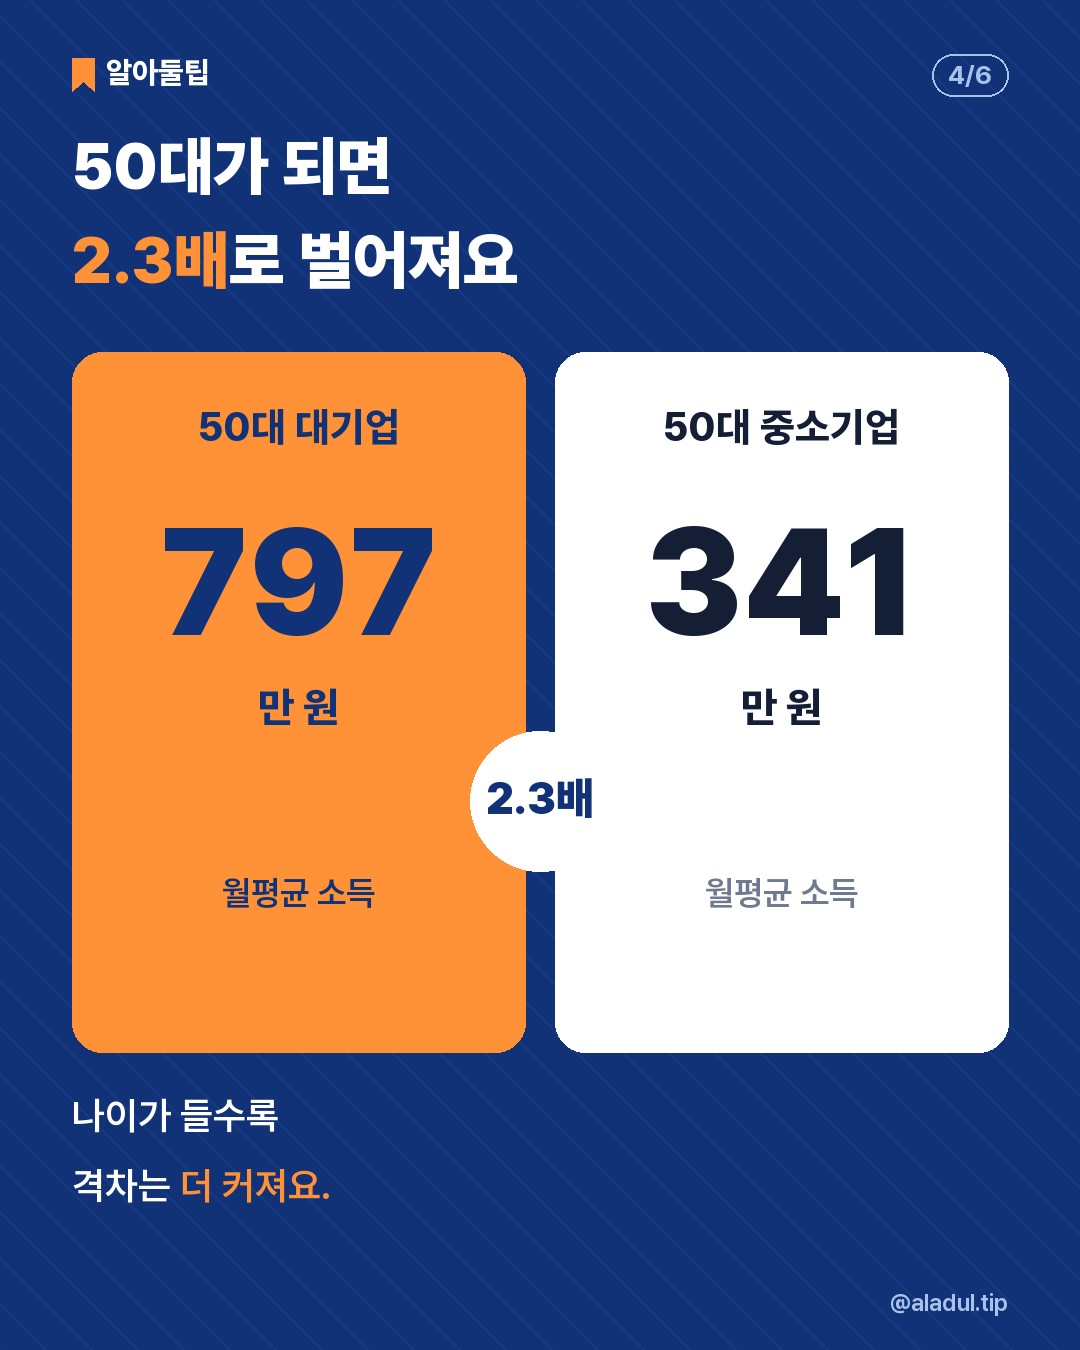 알아둘팁
4/6
50대가 되면
2.3배로 벌어져요
50대 대기업
797
만 원
월평균 소득
2.3배
50대 중소기업
341
만 원
월평균 소득
나이가 들수록
격차는 더 커져요.
@aladul.tip